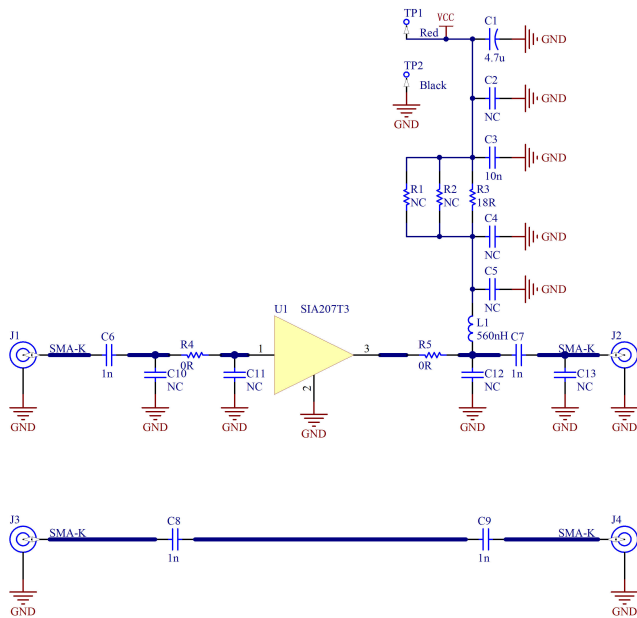 TP1
VCC
C1
Red
GND
4.7u
TP2
C2
Black
GND
NC
GND
C3
GND
10n
R1
R2
R3
NC
NC
18R
C4
GND
NC
C5
GND
NC
U1
SIA207T3
L1
560nH
J1
SMA-K
C6
R4
1
3
R5
C7
SMA-K
J2
1n
0R
C10
NC
C11
NC
2
0R
C12
NC
1n
C13
NC
GND
GND
GND
GND
GND
GND
GND
J3
SMA-K
C8
C9
SMA-K
J4
1n
1n
GND
GND